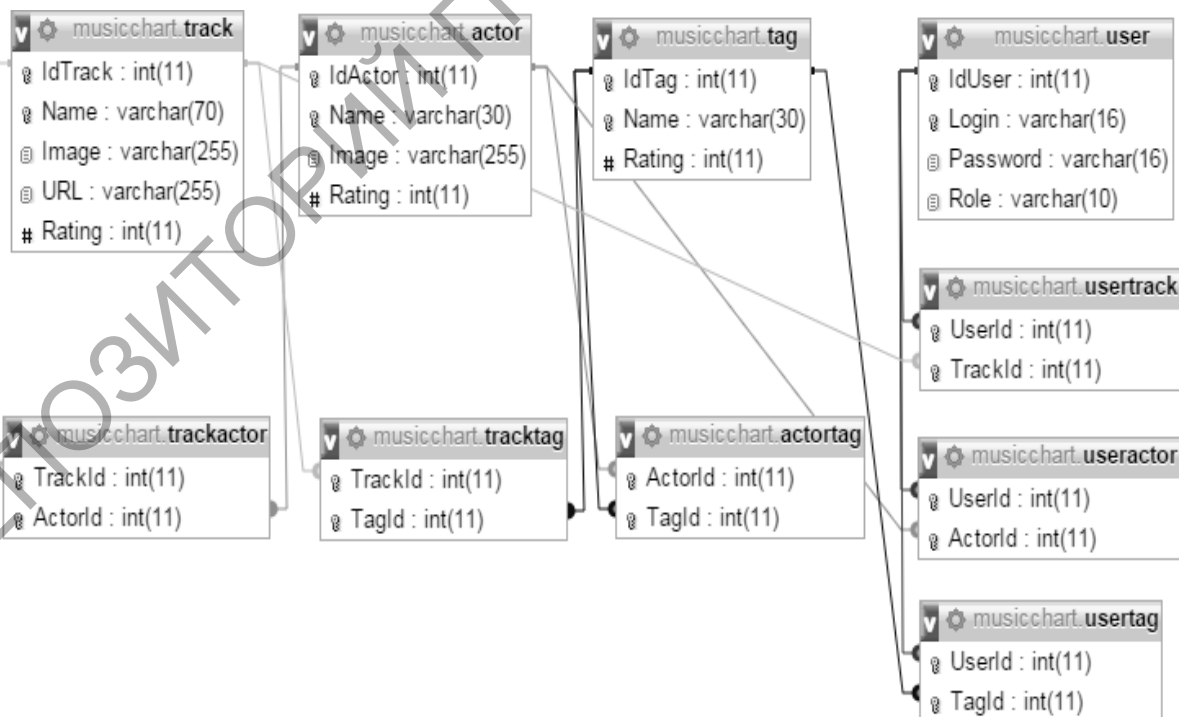 musicchart.track
IdTrack : int(11)
Name : varchar(70)
Image : varchar(255)
URL : varchar(255)
# Rating : int(11)
musicchart.actor
IdActor : int(11)
Name : varchar(30)
Image : varchar(255)
# Rating : int(11)
musicchart.tag
IdTag : int(11)
Name : varchar(30)
# Rating : int(11)
musicchart.user
IdUser : int(11)
Login : varchar(16)
Password : varchar(16)
Role : varchar(10)
musicchart.usertrack
UserId : int(11)
TrackId : int(11)
musicchart.trackactor
TrackId : int(11)
ActorId : int(11)
musicchart.tracktag
TrackId : int(11)
TagId : int(11)
musicchart.actortag
ActorId : int(11)
TagId : int(11)
musicchart.useractor
UserId : int(11)
ActorId : int(11)
musicchart.usertag
UserId : int(11)
TagId : int(11)
ПОЗИТОРИЙ